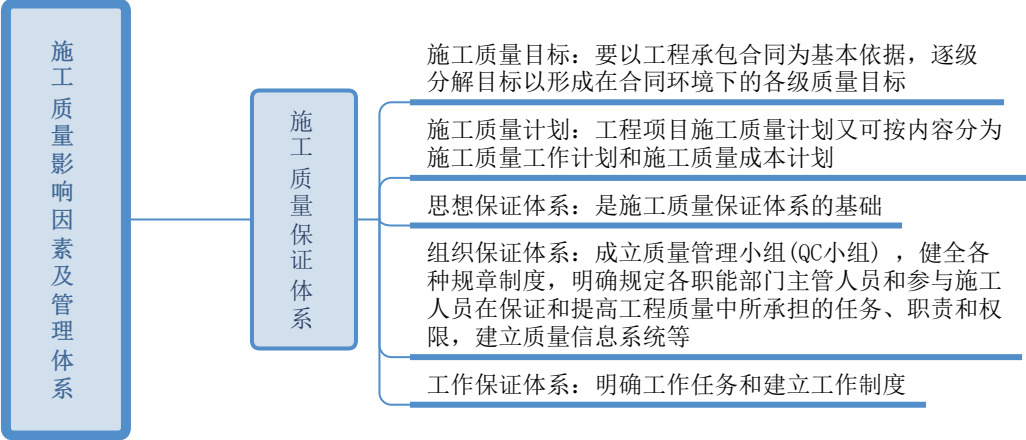 施工质量影响因素及管理体系
施工质量保证体系
施工质量目标：要以工程承包合同为基本依据，逐级
分解目标以形成在合同环境下的各级质量目标
施工质量计划：工程项目施工质量计划又可按内容分为
施工质量工作计划和施工质量成本计划
思想保证体系：是施工质量保证体系的基础
组织保证体系：成立质量管理小组(QC小组) ，健全各
种规章制度，明确规定各职能部门主管人员和参与施工
人员在保证和提高工程质量中所承担的任务、职责和权
限，建立质量信息系统等
工作保证体系：明确工作任务和建立工作制度